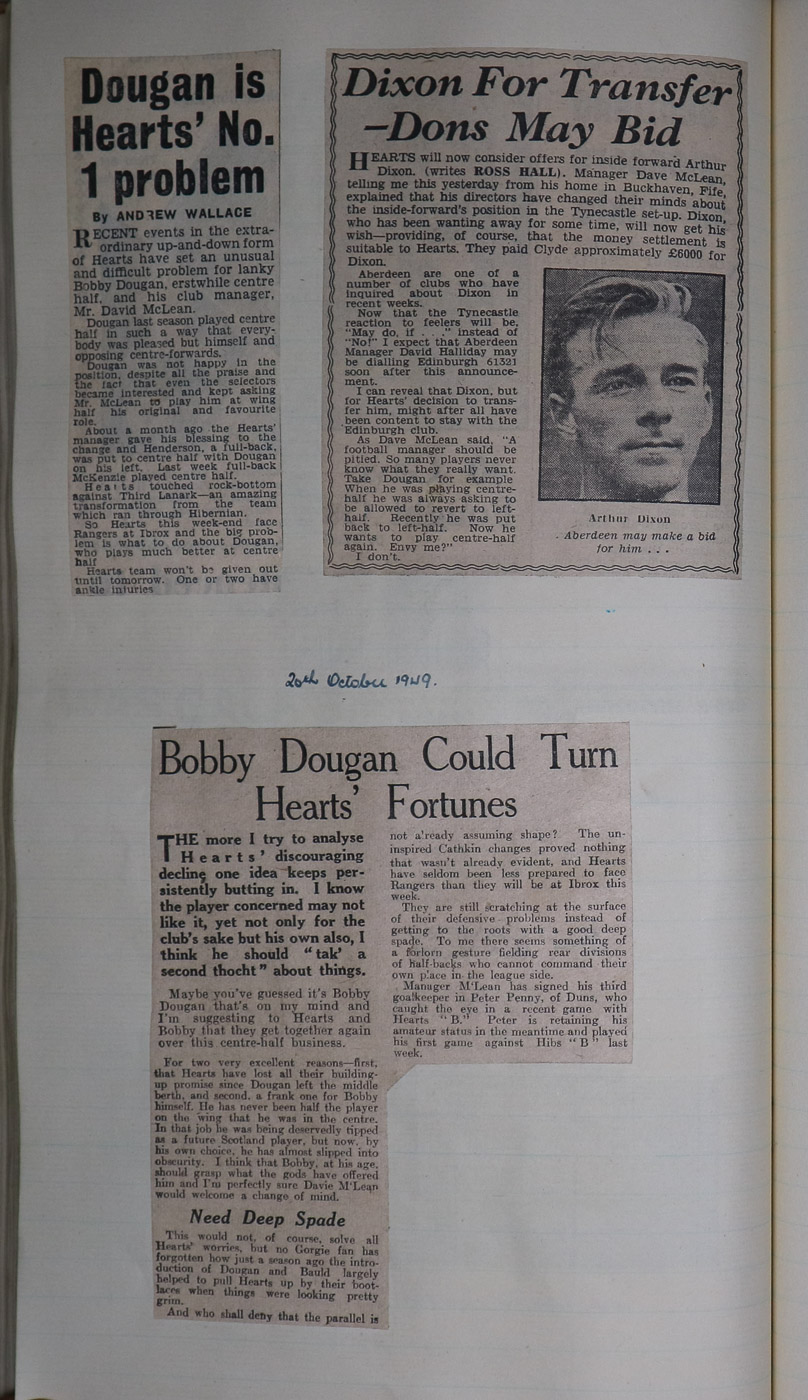 Dougan is
Hearts' No.
1 problem
By ANDREW WALLACE
RECENT events in the extra-
ordinary up-and-down form
of Hearts have set an unusual
and difficult problem for lanky
Bobby Dougan, erstwhile centre
half, and his club manager,
Mr. David McLean.
Dougan last season played centre
half in such a way that every-
body was pleased but himself and
opposing centre-forwards.
Dougan was not happy in the
position, despite all the praise and
the fact that even the selectors
became interested and kept asking
Mr. McLean to play him at wing
half his original and favourite
role.
About a month ago the Hearts'
manager gave his blessing to the
change and Henderson, a full-back,
was put to centre half with Dougan
on his left. Last week full-back
McKenzie played centre half.
Hearts touched rock-bottom
against Third Lanark—an amazing
transformation from the team
which ran through Hibernian.
So Hearts this week-end face
Rangers at Ibrox and the big prob-
lem is what to do about Dougan,
who plays much better at centre
half
Hearts team won't be given out
until tomorrow. One or two have
ankle injuries
Dixon For Transfer
—Dons May Bid
HEARTS will now consider offers for inside forward Arthur
Dixon. (writes ROSS HALL). Manager Dave McLean,
telling me this yesterday from his home in Buckhaven, Fife,
explained that his directors have changed their minds about
the inside-forward's position in the Tynecastle set-up. Dixon,
who has been wanting away for some time, will now get his
wish—providing, of course, that the money settlement is
suitable to Hearts. They paid Clyde approximately £6000 for
Dixon.
Aberdeen are one of a
number of clubs who have
inquired about Dixon in
recent weeks.
Now that the Tynecastle
reaction to feelers will be,
"May do, if . . ." instead of
"No!" I expect that Aberdeen
Manager David Halliday may
be dialling Edinburgh 61321
soon after this announce-
ment.
I can reveal that Dixon, but
for Hearts' decision to trans-
fer him, might after all have
been content to stay with the
Edinburgh club.
As Dave McLean said, "A
football manager should be
pitied. So many players never
know what they really want.
Take Dougan for example
When he was playing centre-
half he was always asking to
be allowed to revert to left-
half. Recently he was put
back to left-half. Now he
wants to play centre-half
again. Envy me?"
I don't.
Arthur Dixon
. Aberdeen may make a bid
for him . . .
20th October 1949.
Bobby Dougan Could Turn
Hearts' Fortunes
THE more I try to analyse
Hearts' discouraging
decline one idea keeps per-
sistently butting in. I know
the player concerned may not
like it, yet not only for the
club's sake but his own also, I
think he should "tak' a
second thocht" about things.
Maybe you've guessed it's Bobby
Dougan that's on my mind and
I'm suggesting to Hearts and
Bobby that they get together again
over this centre-half business.
For two very excellent reasons—first,
that Hearts have lost all their building-
up promise since Dougan left the middle
berth, and second, a frank one for Bobby
himself. He has never been half the player
on the wing that he was in the centre.
In that job he was being deservedly tipped
as a future Scotland player, but now, by
his own choice, he has almost slipped into
obscurity. I think that Bobby, at his age,
should grasp what the gods have offered
him and I'm perfectly sure Davie M'Lean
would welcome a change of mind.
Need Deep Spade
This would not, of course, solve all
Hearts' worries, but no Gorgie fan has
forgotten how just a season ago the intro-
duction of Dougan and Bauld largely
helped to pull Hearts up by their boot-
laces when things were looking pretty
grim.
And who shall deny that the parallel is
not already assuming shape? The un-
inspired Cathkin changes proved nothing
that wasn't already evident, and Hearts
have seldom been less prepared to face
Rangers than they will be at Ibrox this
week.
They are still scratching at the surface
of their defensive problems instead of
getting to the roots with a good deep
spade. To me there seems something of
a forlorn gesture fielding rear divisions
of half-backs who cannot command their
own place in the league side.
Manager M'Lean has signed his third
goalkeeper in Peter Penny, of Duns, who
caught the eye in a recent game with
Hearts "B." Peter is retaining his
amateur status in the meantime and played
his first game against Hibs "B" last
week.